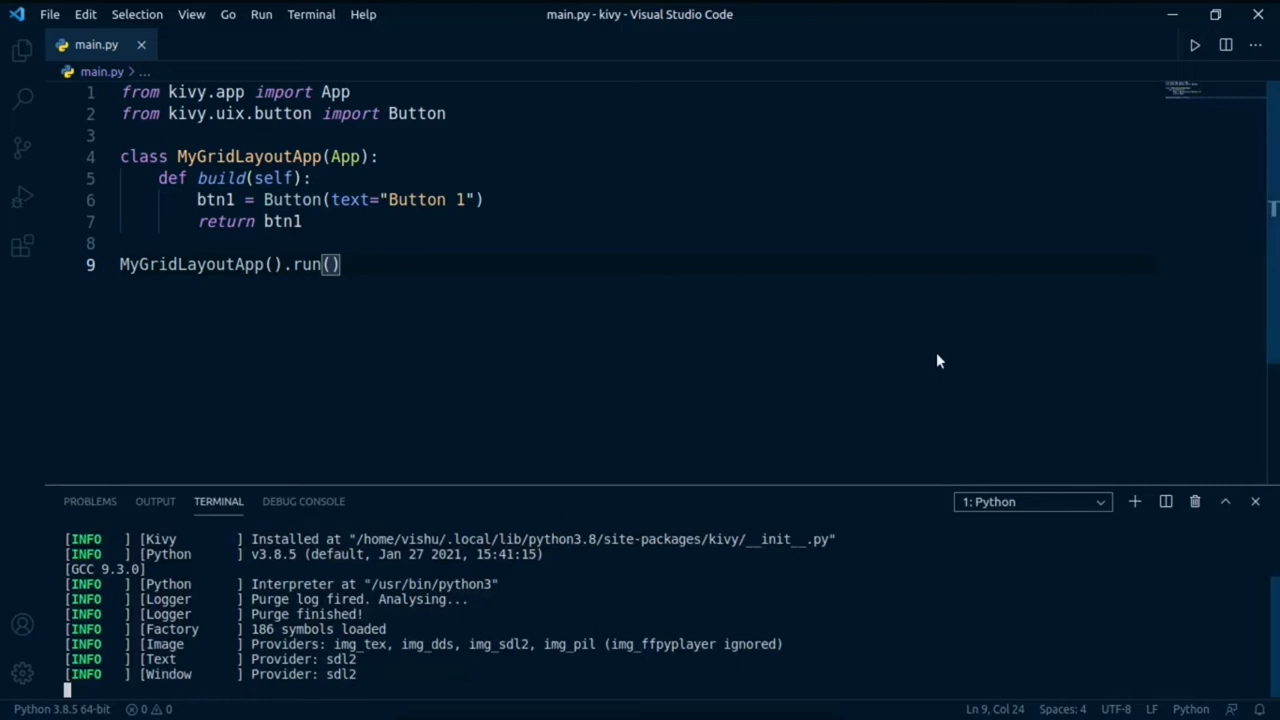 File Edit Selection View Go Run Terminal Help main.py - kivy - Visual Studio Code
main.py
main.py > ...
1 from kivy.app import App
2 from kivy.uix.button import Button
3
4 class MyGridLayoutApp(App):
5 def build(self):
6 btn1 = Button(text="Button 1")
7 return btn1
8
9 MyGridLayoutApp().run()
PROBLEMS OUTPUT TERMINAL DEBUG CONSOLE 1: Python
[INFO   ] [Kivy        ] Installed at "/home/vishu/.local/lib/python3.8/site-packages/kivy/__init__.py"
[INFO   ] [Python      ] v3.8.5 (default, Jan 27 2021, 15:41:15)
[GCC 9.3.0]
[INFO   ] [Python      ] Interpreter at "/usr/bin/python3"
[INFO   ] [Logger      ] Purge log fired. Analysing...
[INFO   ] [Logger      ] Purge finished!
[INFO   ] [Factory     ] 186 symbols loaded
[INFO   ] [Image       ] Providers: img_tex, img_dds, img_sdl2, img_pil (img_ffpyplayer ignored)
[INFO   ] [Text        ] Provider: sdl2
[INFO   ] [Window      ] Provider: sdl2
Python 3.8.5 64-bit 0 0 Ln 9, Col 24 Spaces: 4 UTF-8 LF Python